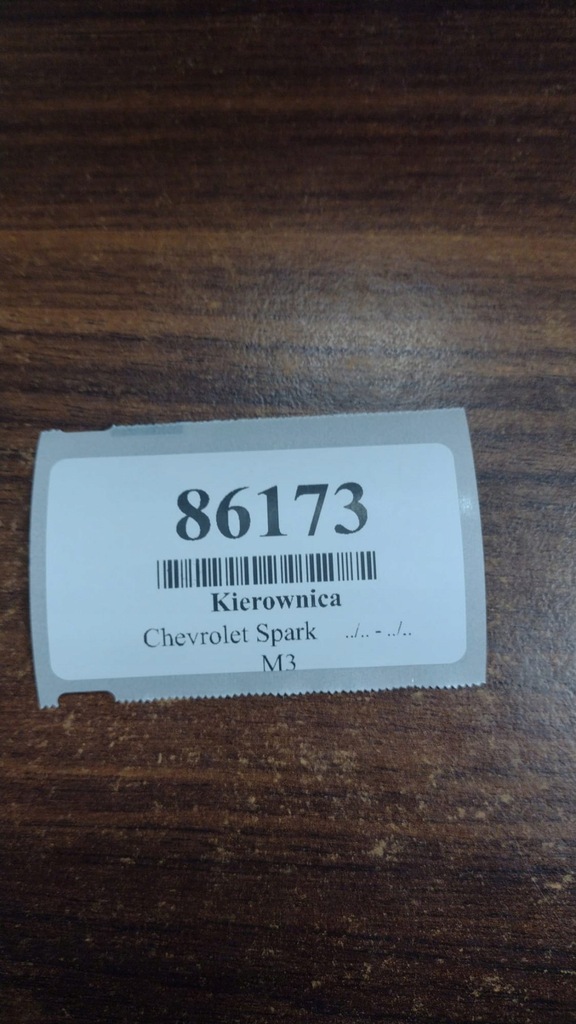 86173
Kierownica
Chevrolet Spark ../.. - ../..
M3